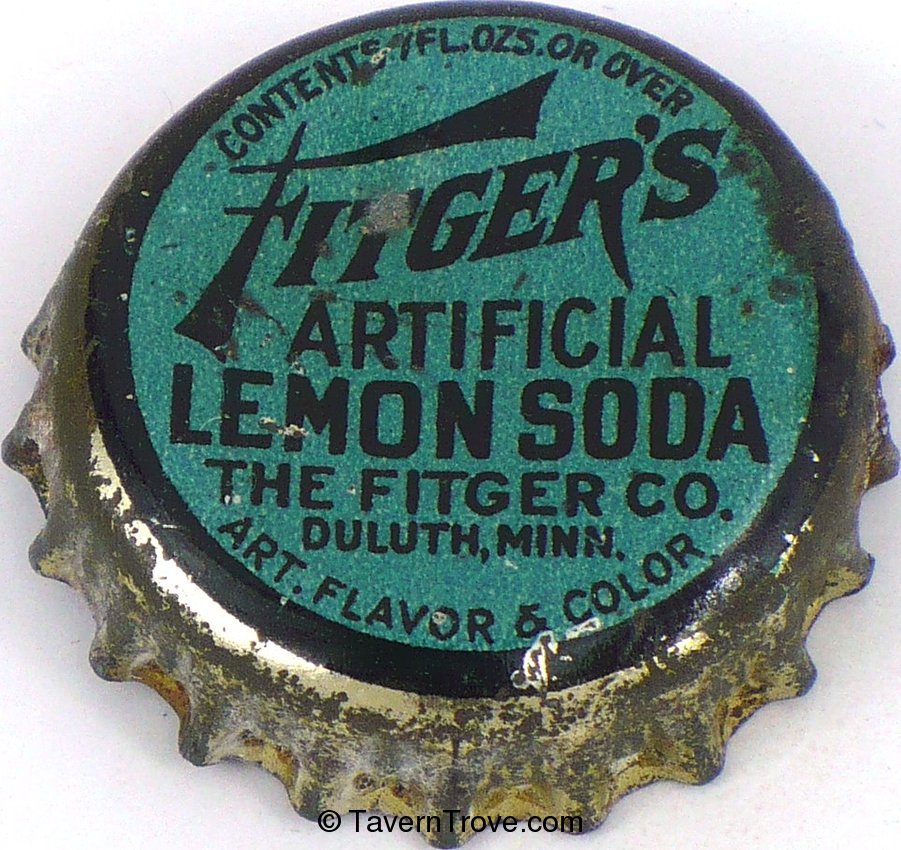 CONTENTS 7 FL. OZS. OR OVER
FITGER'S
ARTIFICIAL
LEMON SODA
THE FITGER CO.
DULUTH, MINN.
ART. FLAVOR & COLOR.
© TavernTrove.com